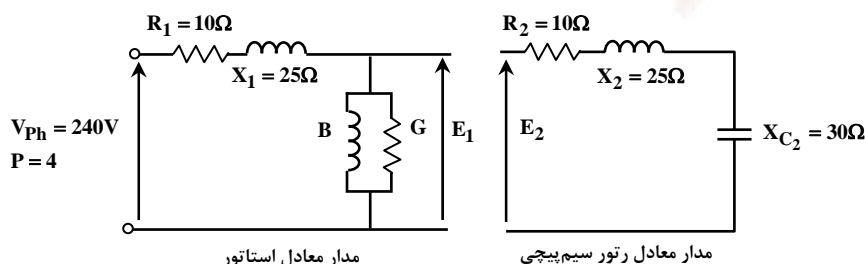 R₁ = 10Ω
X₁ = 25Ω
V_Ph = 240V
P = 4
B
G
E₁
مدار معادل استاتور
R₂ = 10Ω
X₂ = 25Ω
E₂
X_C₂ = 30Ω
مدار معادل رتور سیم‌پیچی